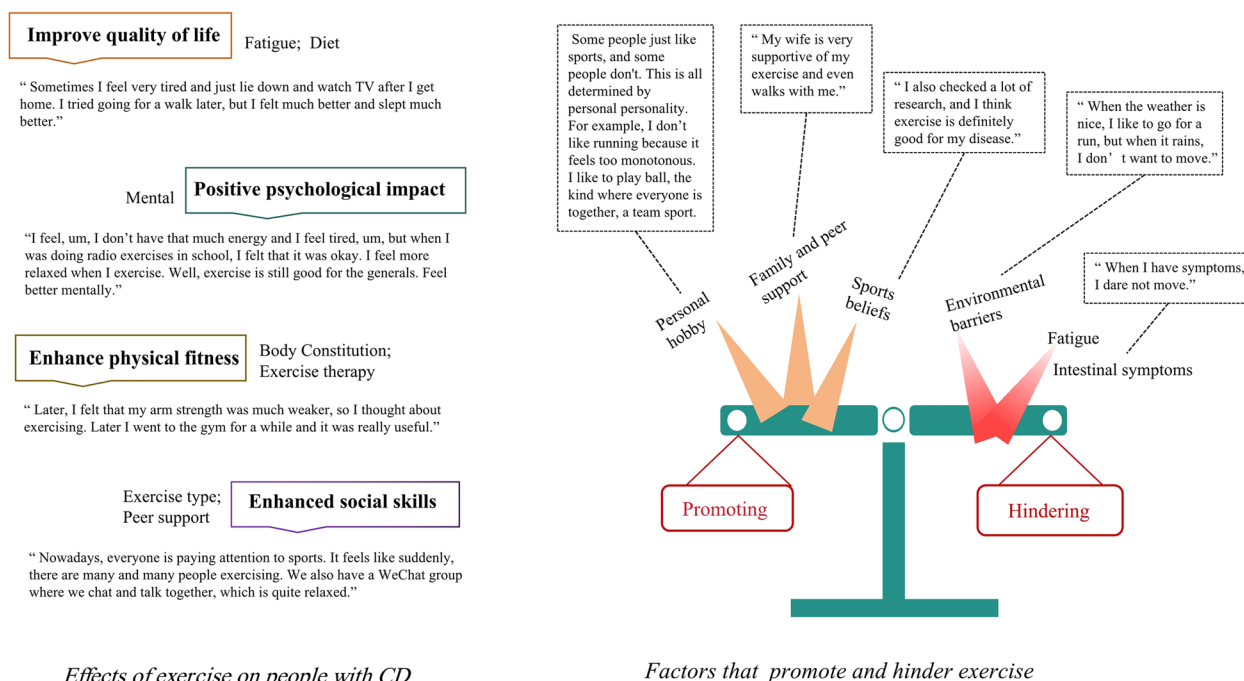 Improve quality of life
Fatigue; Diet
“ Sometimes I feel very tired and just lie down and watch TV after I get
home. I tried going for a walk later, but I felt much better and slept much
better.”
Mental
Positive psychological impact
“I feel, um, I don’t have that much energy and I feel tired, um, but when I
was doing radio exercises in school, I felt that it was okay. I feel more
relaxed when I exercise. Well, exercise is still good for the generals. Feel
better mentally.”
Enhance physical fitness
Body Constitution;
Exercise therapy
“ Later, I felt that my arm strength was much weaker, so I thought about
exercising. Later I went to the gym for a while and it was really useful.”
Exercise type;
Peer support
Enhanced social skills
“ Nowadays, everyone is paying attention to sports. It feels like suddenly,
there are many and many people exercising. We also have a WeChat group
where we chat and talk together, which is quite relaxed.”
Effects of exercise on people with CD
Some people just like
sports, and some
people don't. This is all
determined by
personal personality.
For example, I don’t
like running because it
feels too monotonous.
I like to play ball, the
kind where everyone is
together, a team sport.
“ My wife is very
supportive of my
exercise and even
walks with me.”
“ I also checked a lot of
research, and I think
exercise is definitely
good for my disease.”
“ When the weather is
nice, I like to go for a
run, but when it rains,
I don’ t want to move.”
“ When I have symptoms,
I dare not move.”
Personal
hobby
Family and peer
support
Sports
beliefs
Environmental
barriers
Fatigue
Intestinal symptoms
Promoting
Hindering
Factors that promote and hinder exercise